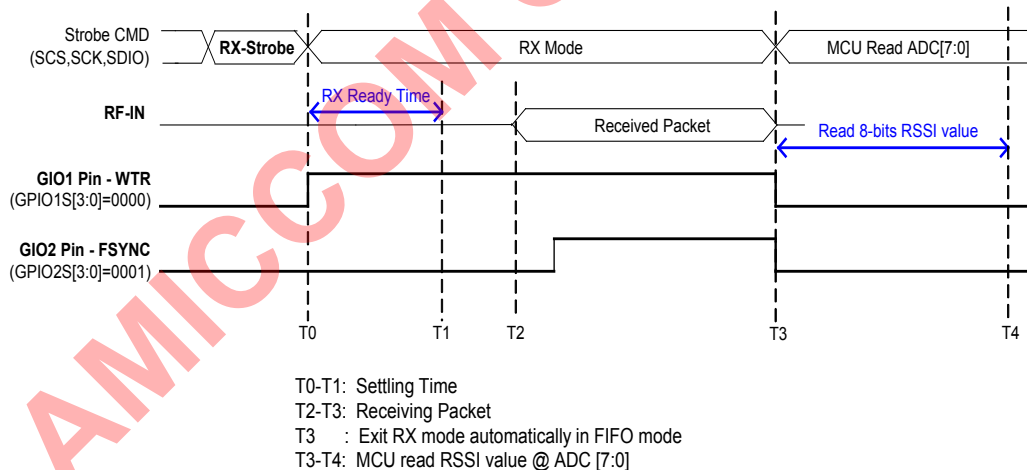 Strobe CMD
(SCS,SCK,SDIO)
RX-Strobe
RX Mode
MCU Read ADC[7:0]
RX Ready Time
RF-IN
Received Packet
Read 8-bits RSSI value
GIO1 Pin - WTR
(GPIO1S[3:0]=0000)
GIO2 Pin - FSYNC
(GPIO2S[3:0]=0001)
T0
T1
T2
T3
T4
T0-T1: Settling Time
T2-T3: Receiving Packet
T3 : Exit RX mode automatically in FIFO mode
T3-T4: MCU read RSSI value @ ADC [7:0]
AMICCOM